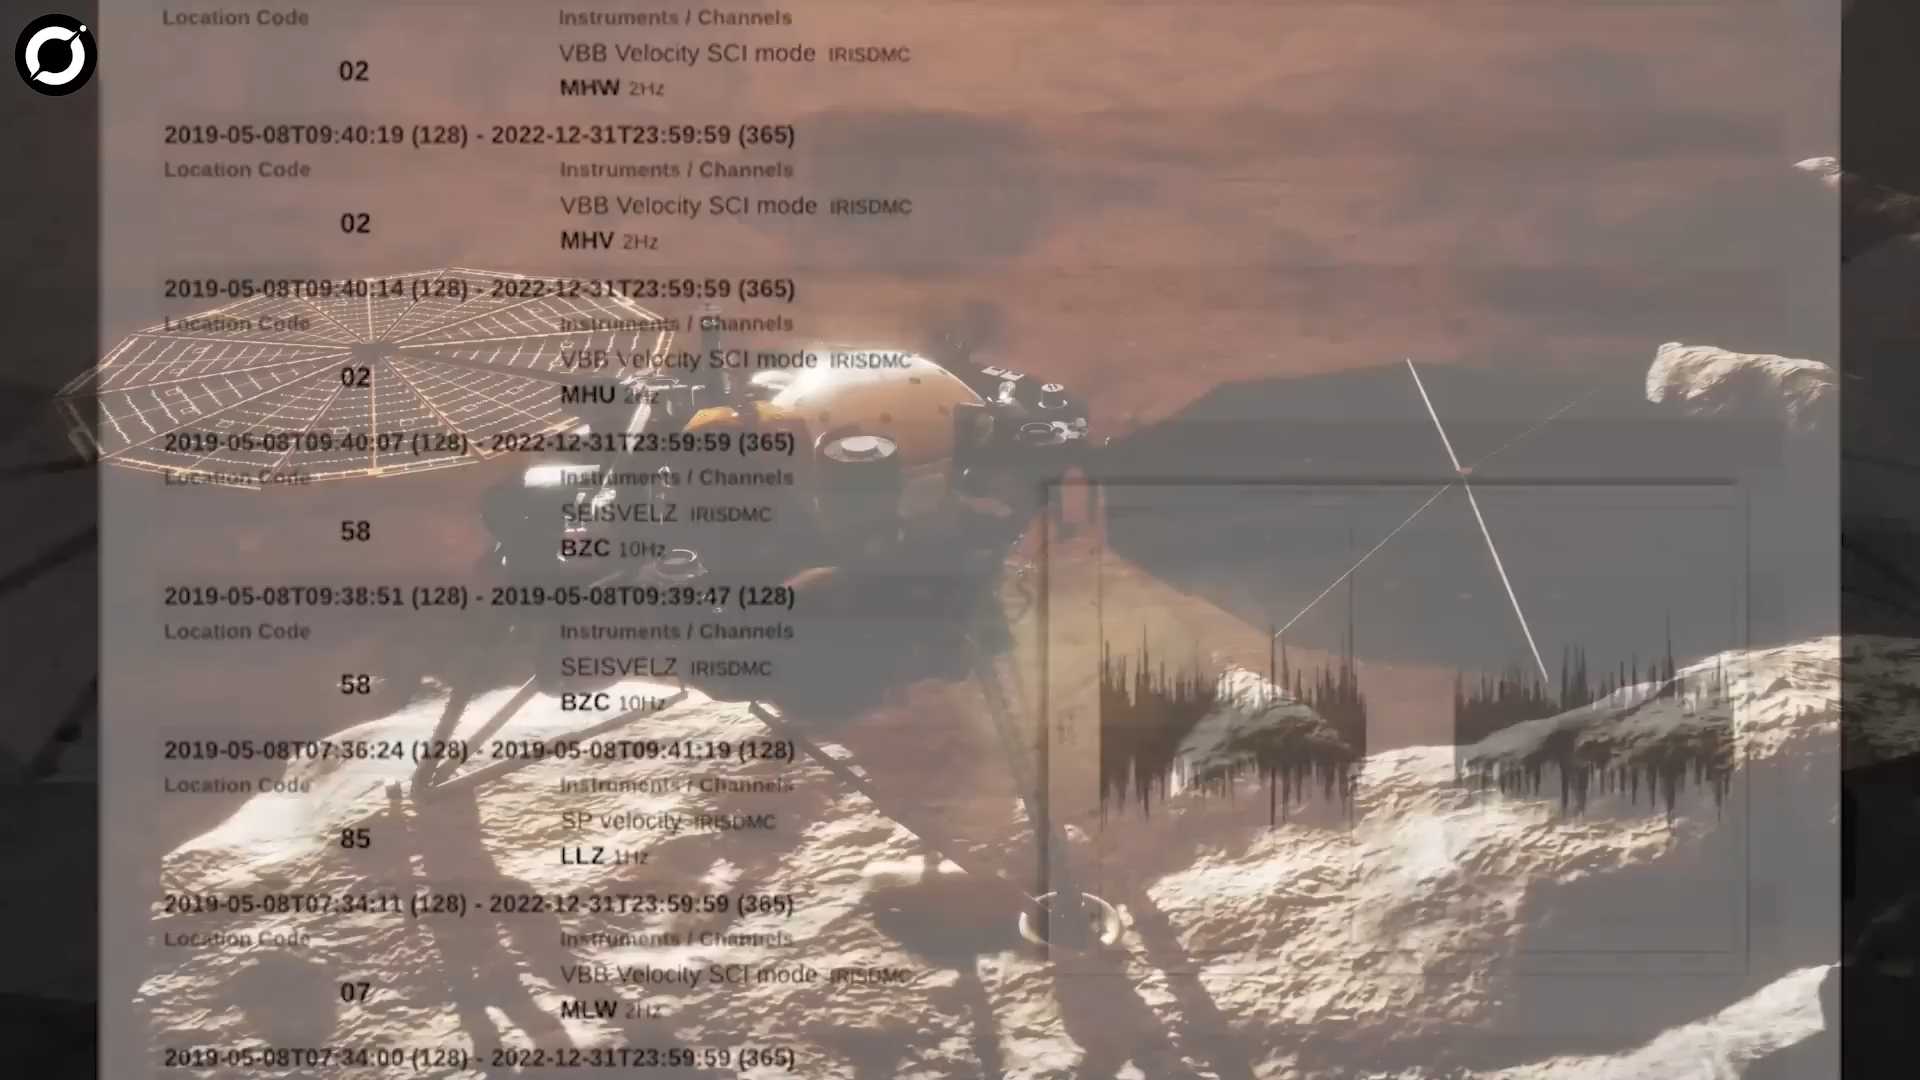 Location Code Instruments / Channels
02 VBB Velocity SCI mode IRISDMC
MHW 2Hz
2019-05-08T09:40:19 (128) - 2022-12-31T23:59:59 (365)
Location Code Instruments / Channels
02 VBB Velocity SCI mode IRISDMC
MHV 2Hz
2019-05-08T09:40:14 (128) - 2022-12-31T23:59:59 (365)
Location Code Instruments / Channels
02 VBB Velocity SCI mode IRISDMC
MHU 2Hz
2019-05-08T09:40:07 (128) - 2022-12-31T23:59:59 (365)
Location Code Instruments / Channels
58 SEISVELZ IRISDMC
BZC 10Hz
2019-05-08T09:38:51 (128) - 2019-05-08T09:39:47 (128)
Location Code Instruments / Channels
58 SEISVELZ IRISDMC
BZC 10Hz
2019-05-08T07:36:24 (128) - 2019-05-08T09:41:19 (128)
Location Code Instruments / Channels
85 SP velocity IRISDMC
LLZ 1Hz
2019-05-08T07:34:11 (128) - 2022-12-31T23:59:59 (365)
Location Code Instruments / Channels
07 VBB Velocity SCI mode IRISDMC
MLW 2Hz
2019-05-08T07:34:00 (128) - 2022-12-31T23:59:59 (365)